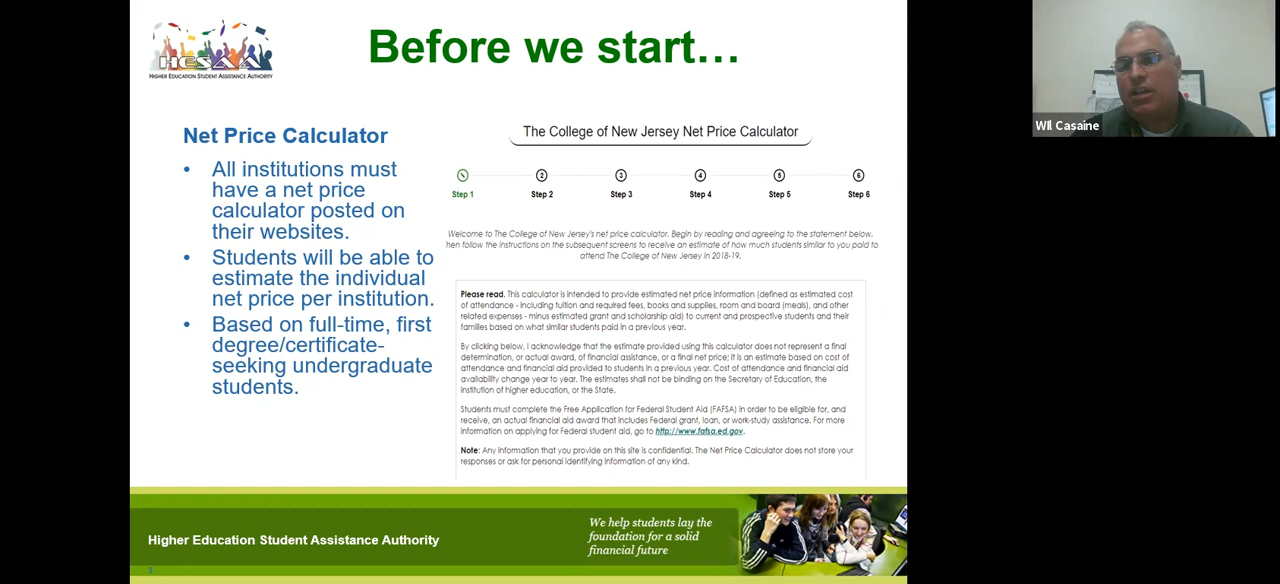 HESAA
HIGHER EDUCATION STUDENT ASSISTANCE AUTHORITY
Before we start…
Net Price Calculator
• All institutions must
have a net price
calculator posted on
their websites.
• Students will be able to
estimate the individual
net price per institution.
• Based on full-time, first
degree/certificate-
seeking undergraduate
students.
The College of New Jersey Net Price Calculator
2 3 4 5 6
Step 1 Step 2 Step 3 Step 4 Step 5 Step 6
Welcome to The College of New Jersey's net price calculator. Begin by reading and agreeing to the statement below.
hen follow the instructions on the subsequent screens to receive an estimate of how much students similar to you paid to
attend The College of New Jersey in 2018-19.
Please read. This calculator is intended to provide estimated net price information (defined as estimated cost
of attendance - including tuition and required fees, books and supplies, room and board (meals), and other
related expenses - minus estimated grant and scholarship aid) to current and prospective students and their
families based on what similar students paid in a previous year.
By clicking below, I acknowledge that the estimate provided using this calculator does not represent a final
determination, or actual award, of financial assistance, or a final net price; it is an estimate based on cost of
attendance and financial aid provided to students in a previous year. Cost of attendance and financial aid
availability change year to year. The estimates shall not be binding on the Secretary of Education, the
institution of higher education, or the State.
Students must complete the Free Application for Federal Student Aid (FAFSA) in order to be eligible for, and
receive, an actual financial aid award that includes Federal grant, loan, or work-study assistance. For more
information on applying for Federal student aid, go to http://www.fafsa.ed.gov.
Note: Any information that you provide on this site is confidential. The Net Price Calculator does not store your
responses or ask for personal identifying information of any kind.
Higher Education Student Assistance Authority
We help students lay the
foundation for a solid
financial future
3
WIl Casaine